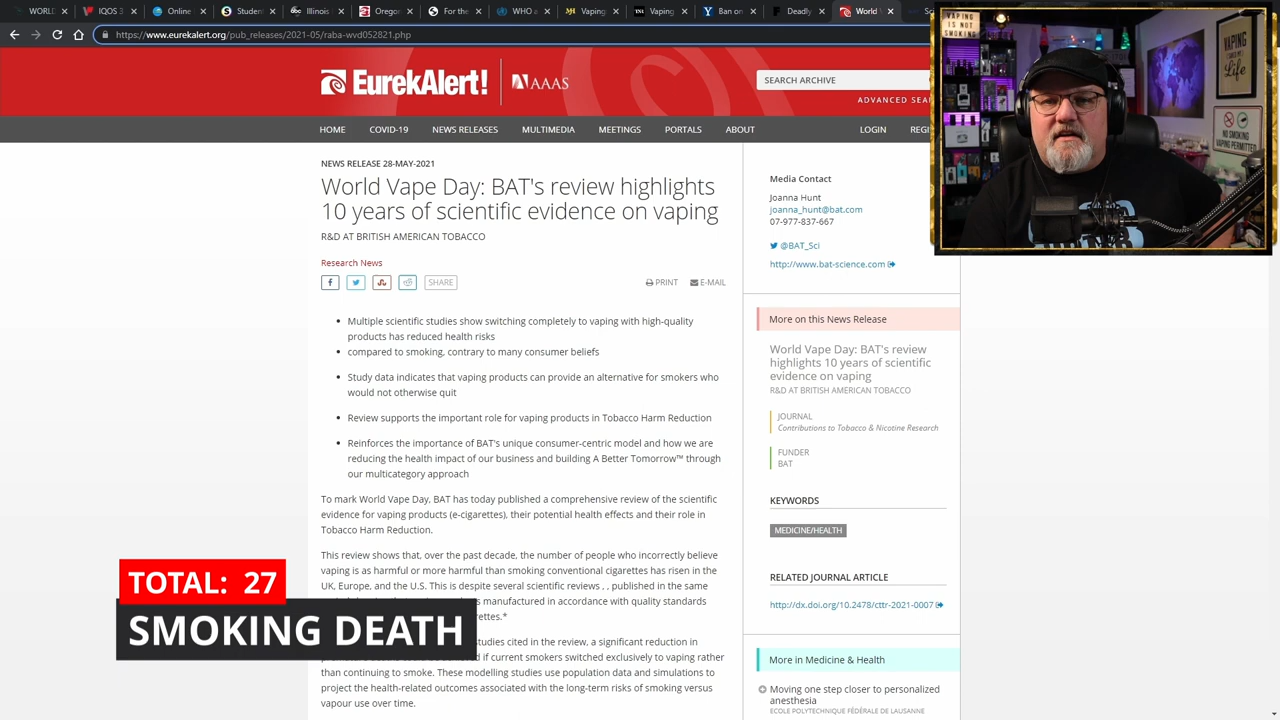 WORLD
IQOS 3
Student
BHO a
May -
Deadly
Vaping
Ban on
World
https://www.eurekalert.org/pub_releases/2021-05/raba-wvd052821.php
EurekAlert!
AAAS
SEARCH ARCHIVE
ADVANCED SEA
HOME
COVID-19
NEWS RELEASES
MULTIMEDIA
MEETINGS
PORTALS
ABOUT
LOGIN
REGI
NEWS RELEASE 28-MAY-2021
World Vape Day: BAT's review highlights
10 years of scientific evidence on vaping
R&D AT BRITISH AMERICAN TOBACCO
Research News
SHARE
PRINT
E-MAIL
Multiple scientific studies show switching completely to vaping with high-quality
products has reduced health risks
compared to smoking, contrary to many consumer beliefs
Study data indicates that vaping products can provide an alternative for smokers who
would not otherwise quit
Review supports the important role for vaping products in Tobacco Harm Reduction
Reinforces the importance of BAT's unique consumer-centric model and how we are
reducing the health impact of our business and building A Better Tomorrow™ through
our multicategory approach
To mark World Vape Day, BAT has today published a comprehensive review of the scientific
evidence for vaping products (e-cigarettes), their potential health effects and their role in
Tobacco Harm Reduction.
This review shows that, over the past decade, the number of people who incorrectly believe
vaping is as harmful or more harmful than smoking conventional cigarettes has risen in the
UK, Europe, and the U.S. This is despite several scientific reviews , , published in the same
manufactured in accordance with quality standards
rettes.*
studies cited in the review, a significant reduction in
if current smokers switched exclusively to vaping rather
than continuing to smoke. These modelling studies use population data and simulations to
project the health-related outcomes associated with the long-term risks of smoking versus
vapour use over time.
Media Contact
Joanna Hunt
joanna_hunt@bat.com
07-977-837-667
@BAT_Sci
http://www.bat-science.com
More on this News Release
World Vape Day: BAT's review
highlights 10 years of scientific
evidence on vaping
R&D AT BRITISH AMERICAN TOBACCO
JOURNAL
Contributions to Tobacco & Nicotine Research
FUNDER
BAT
KEYWORDS
MEDICINE/HEALTH
RELATED JOURNAL ARTICLE
http://dx.doi.org/10.2478/cttr-2021-0007
More in Medicine & Health
Moving one step closer to personalized
anesthesia
ECOLE POLYTECHNIQUE FÉDÉRALE DE LAUSANNE
TOTAL: 27
SMOKING DEATH
VAPING
IS NOT
SMOKING
VAPING
Life
NO SMOKING
VAPING PERMITTED